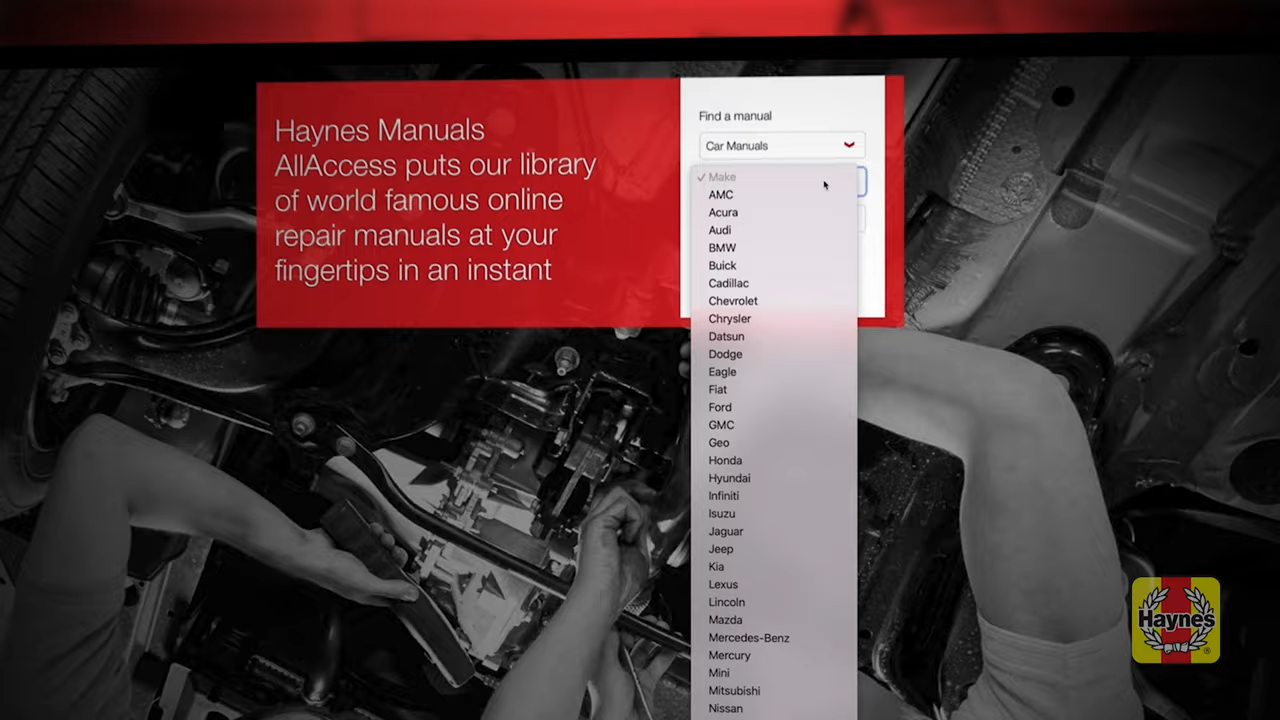 Haynes Manuals
AllAccess puts our library
of world famous online
repair manuals at your
fingertips in an instant
Find a manual
Car Manuals
✓ Make
AMC
Acura
Audi
BMW
Buick
Cadillac
Chevrolet
Chrysler
Datsun
Dodge
Eagle
Fiat
Ford
GMC
Geo
Honda
Hyundai
Infiniti
Isuzu
Jaguar
Jeep
Kia
Lexus
Lincoln
Mazda
Mercedes-Benz
Mercury
Mini
Mitsubishi
Nissan
Haynes
®